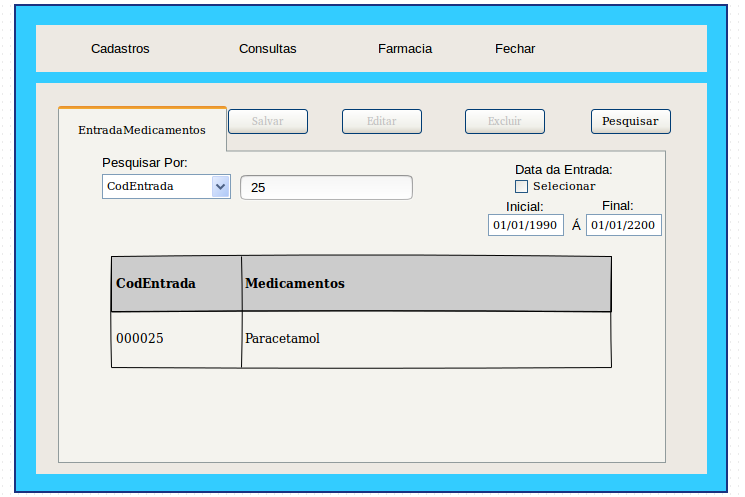 Cadastros Consultas Farmacia Fechar
EntradaMedicamentos Salvar Editar Excluir Pesquisar
Pesquisar Por:
CodEntrada 25
Data da Entrada:
Selecionar
Inicial: Final:
01/01/1990 Á 01/01/2200
CodEntrada Medicamentos
000025 Paracetamol